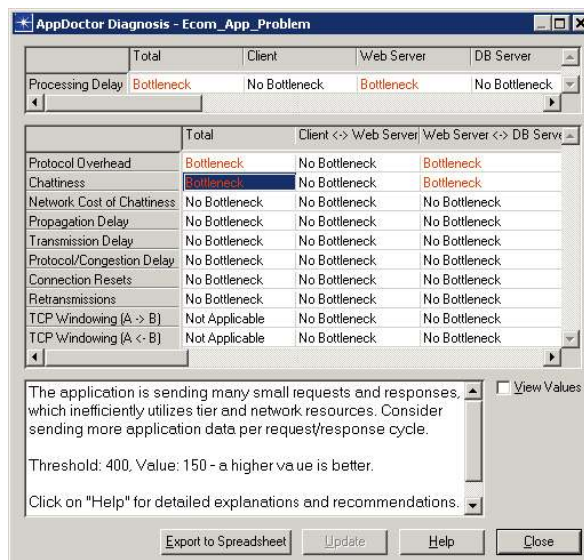 AppDoctor Diagnosis - Ecom_App_Problem
Total Client Web Server DB Server
Processing Delay Bottleneck No Bottleneck Bottleneck No Bottleneck
Total Client <-> Web Server Web Server <-> DB Serve
Protocol Overhead Bottleneck No Bottleneck Bottleneck
Chattiness Bottleneck No Bottleneck Bottleneck
Network Cost of Chattiness No Bottleneck No Bottleneck No Bottleneck
Propagation Delay No Bottleneck No Bottleneck No Bottleneck
Transmission Delay No Bottleneck No Bottleneck No Bottleneck
Protocol/Congestion Delay No Bottleneck No Bottleneck No Bottleneck
Connection Resets No Bottleneck No Bottleneck No Bottleneck
Retransmissions No Bottleneck No Bottleneck No Bottleneck
TCP Windowing (A -> B) Not Applicable No Bottleneck No Bottleneck
TCP Windowing (A <- B) Not Applicable No Bottleneck No Bottleneck
The application is sending many small requests and responses,
which inefficiently utilizes tier and network resources. Consider
sending more application data per request/response cycle.
Threshold: 400, Value: 150 - a higher value is better.
Click on "Help" for detailed explanations and recommendations.
View Values
Export to Spreadsheet Update Help Close